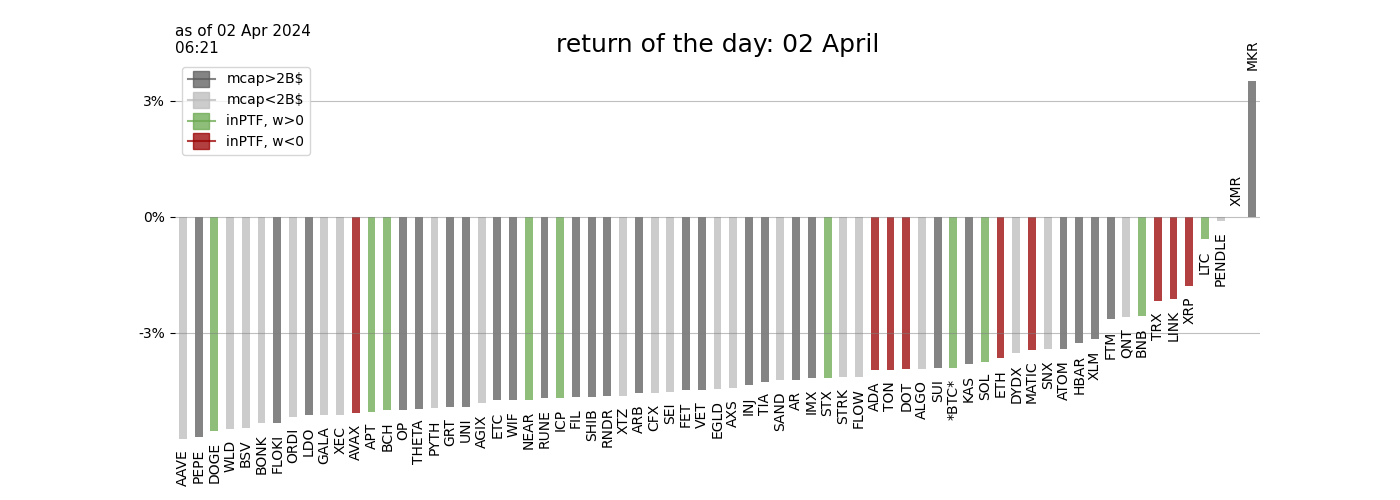 as of 02 Apr 2024
06:21
return of the day: 02 April
mcap>2B$
mcap<2B$
inPTF, w>0
inPTF, w<0
3%
0%
-3%
AAVE
PEPE
DOGE
WLD
BSV
BONK
FLOKI
ORDI
LDO
GALA
XEC
AVAX
APT
BCH
OP
THETA
PYTH
GRT
UNI
AGIX
ETC
WIF
NEAR
RUNE
ICP
FIL
SHIB
RNDR
XTZ
ARB
CFX
SEI
FET
VET
EGLD
AXS
INJ
TIA
SAND
AR
IMX
STX
STRK
FLOW
ADA
TON
DOT
ALGO
SUI
*BTC*
KAS
SOL
ETH
DYDX
MATIC
SNX
ATOM
HBAR
XLM
FTM
QNT
BNB
TRX
LINK
XRP
LTC
PENDLE
XMR
MKR